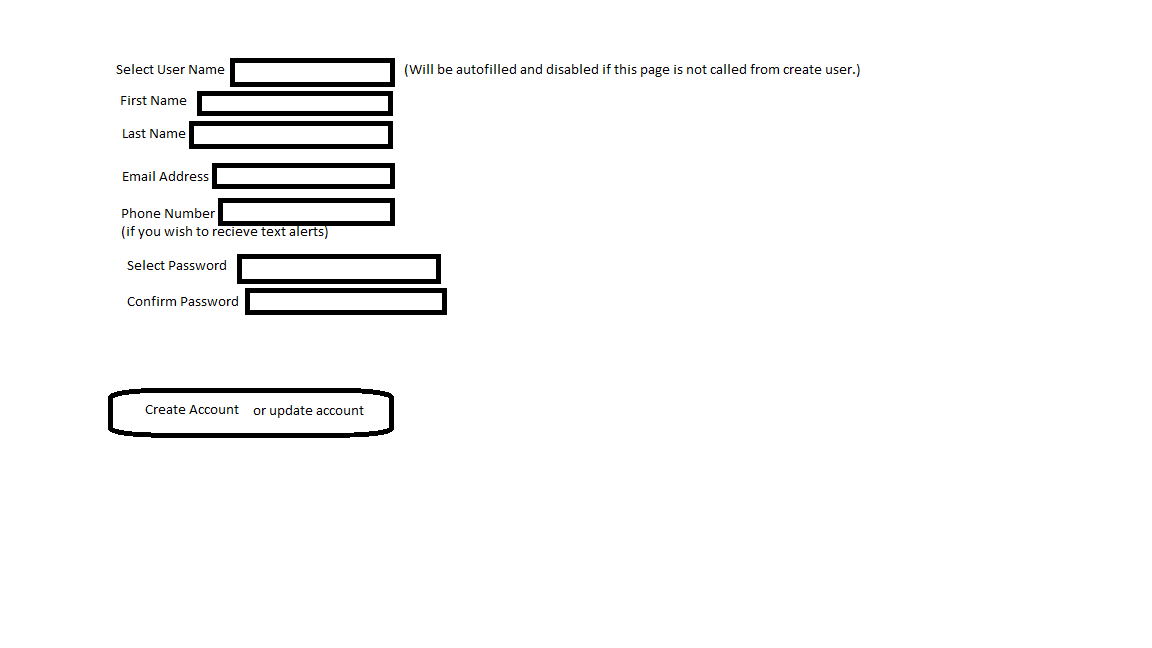 Select User Name (Will be autofilled and disabled if this page is not called from create user.)
First Name
Last Name
Email Address
Phone Number
(if you wish to recieve text alerts)
Select Password
Confirm Password
Create Account or update account